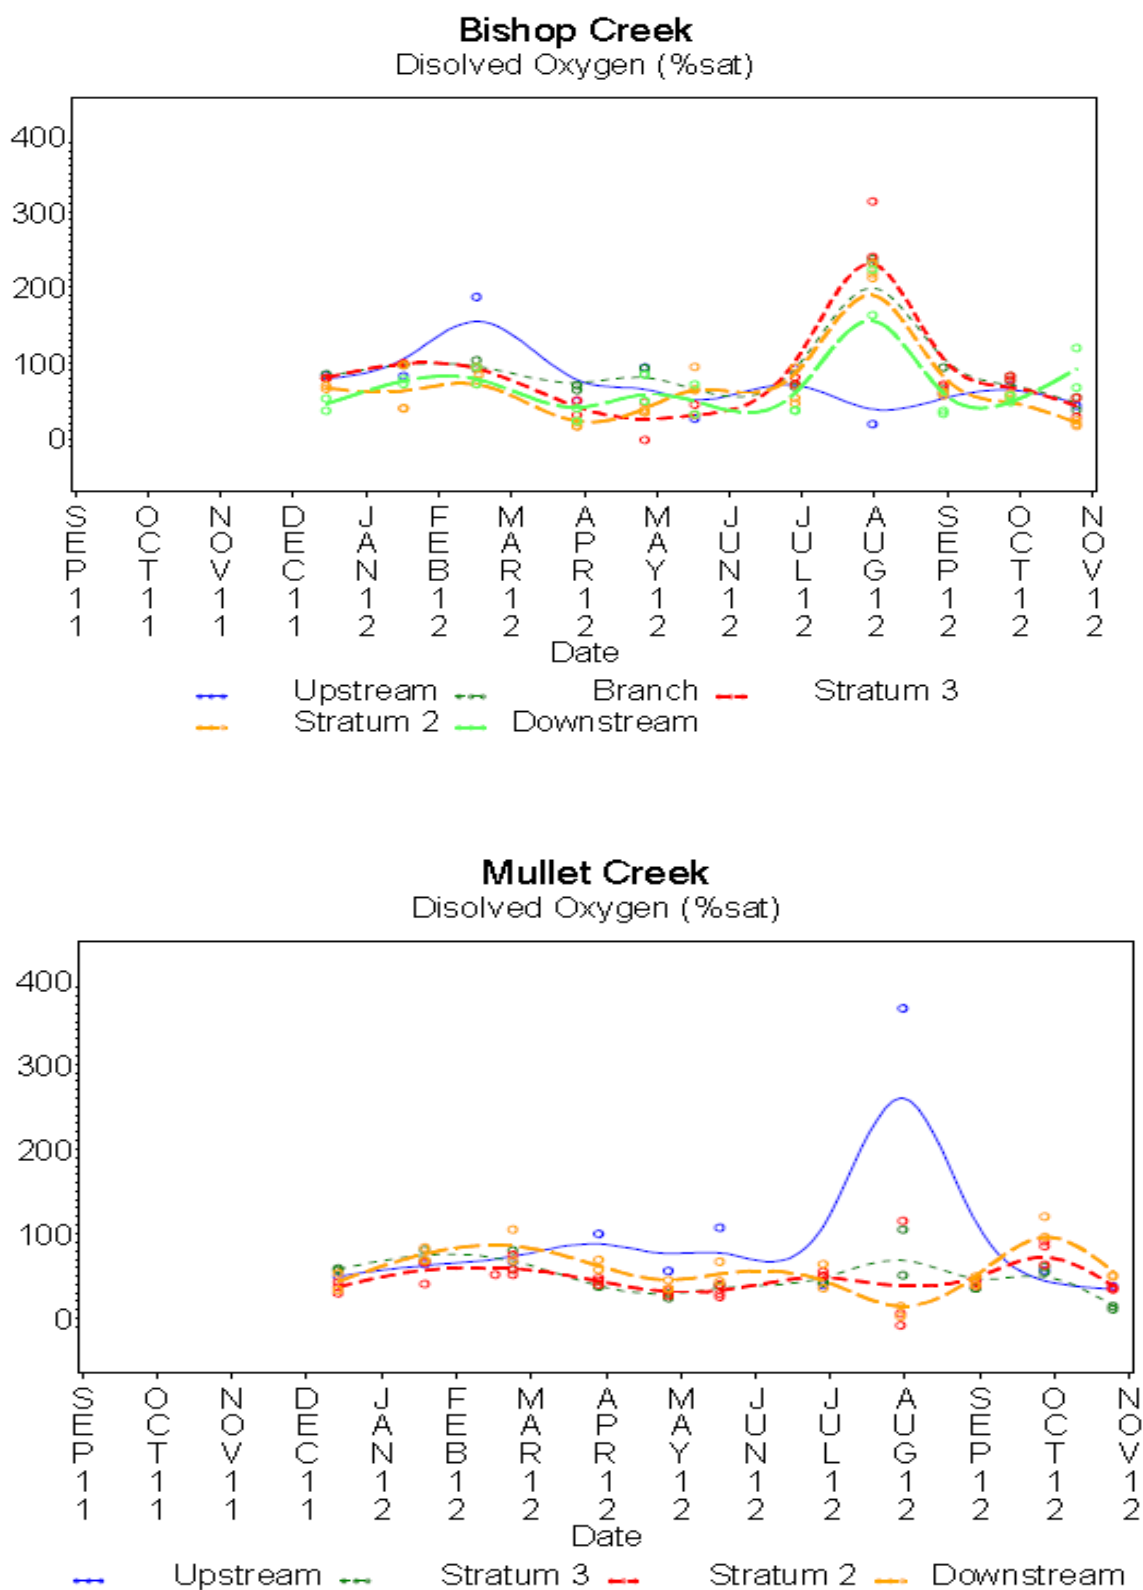 Bishop Creek
Disolved Oxygen (%sat)
400
300
200
100
0
SEP11 OCT11 NOV11 DEC11 JAN12 FEB12 MAR12 APR12 MAY12 JUN12 JUL12 AUG12 SEP12 OCT12 NOV12
Date
Upstream Branch Stratum 3
Stratum 2 Downstream
Mullet Creek
Disolved Oxygen (%sat)
400
300
200
100
0
SEP11 OCT11 NOV11 DEC11 JAN12 FEB12 MAR12 APR12 MAY12 JUN12 JUL12 AUG12 SEP12 OCT12 NOV12
Date
Upstream Stratum 3 Stratum 2 Downstream